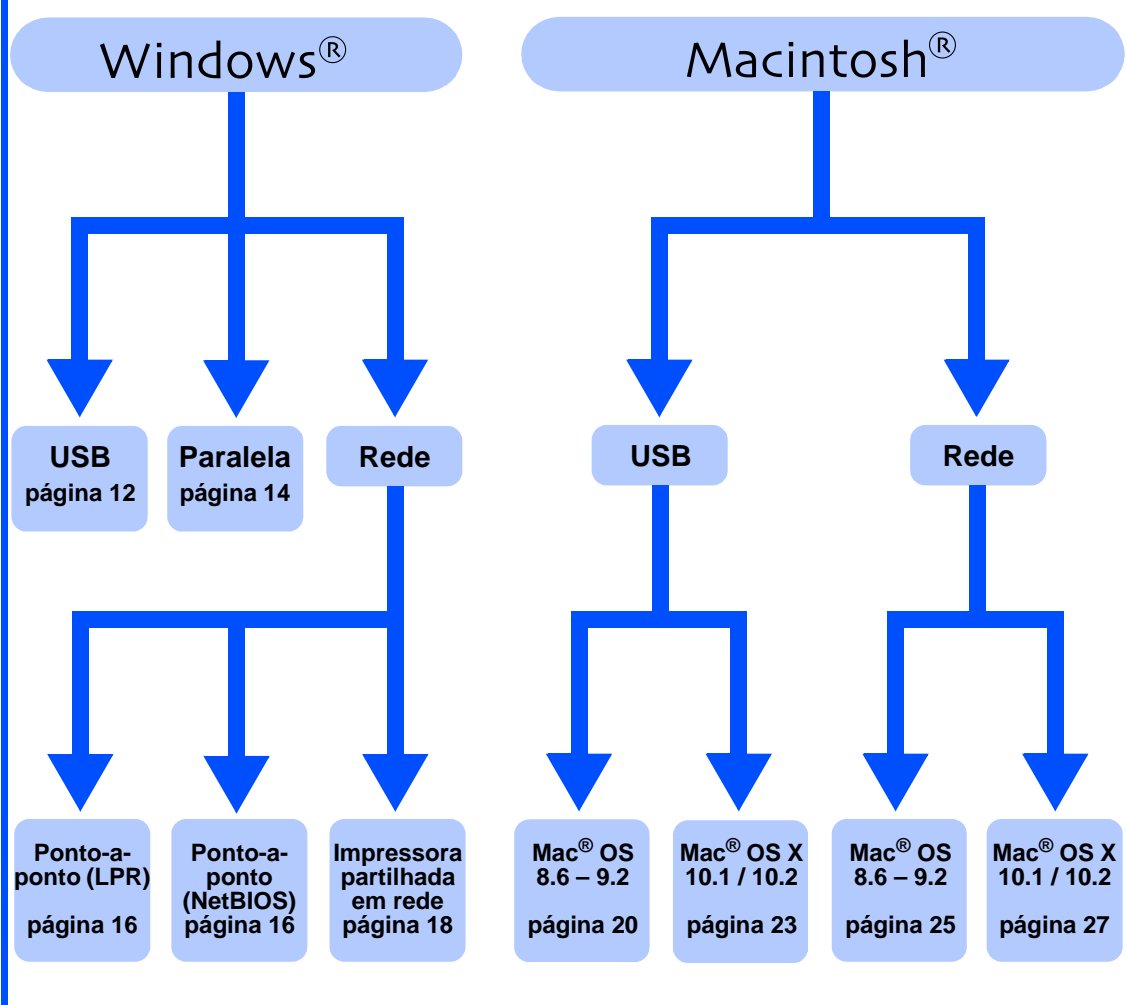 Windows®
Macintosh®
USB
página 12
Paralela
página 14
Rede
USB
Rede
Ponto-a-
ponto (LPR)
página 16
Ponto-a-
ponto
(NetBIOS)
página 16
Impressora
partilhada
em rede
página 18
Mac® OS
8.6 – 9.2
página 20
Mac® OS X
10.1 / 10.2
página 23
Mac® OS
8.6 – 9.2
página 25
Mac® OS X
10.1 / 10.2
página 27